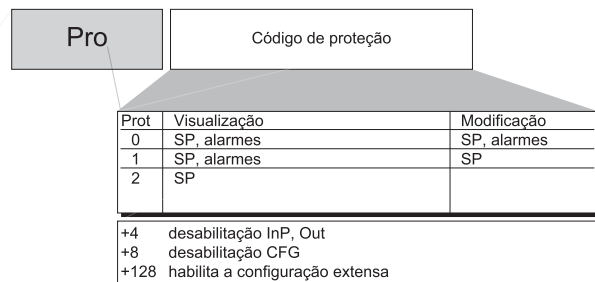 Pro
Código de proteção
Prot Visualização Modificação
0 SP, alarmes SP, alarmes
1 SP, alarmes SP
2 SP
+4 desabilitação InP, Out
+8 desabilitação CFG
+128 habilita a configuração extensa